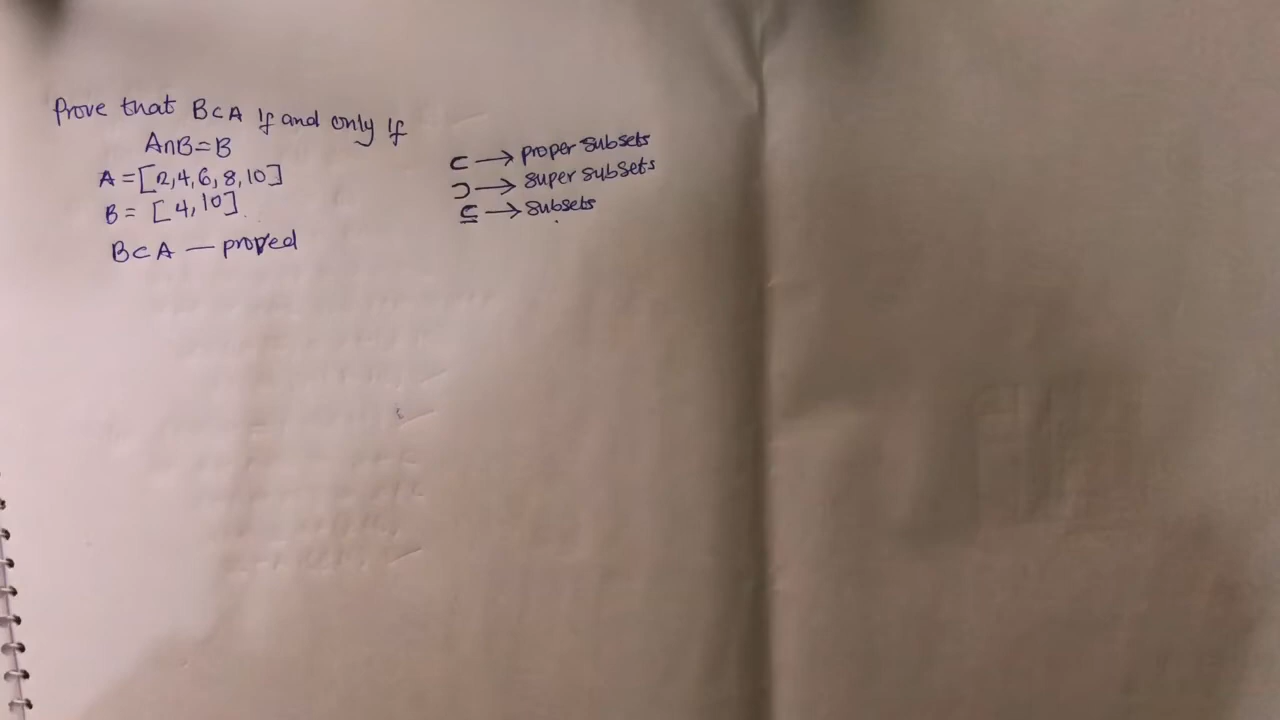 Prove that B⊂A If and only If
A∩B=B
A = [2,4,6,8,10]
B = [4,10]
B⊂A — proved
⊂ → proper subsets
⊃ → super subsets
⊆ → subsets